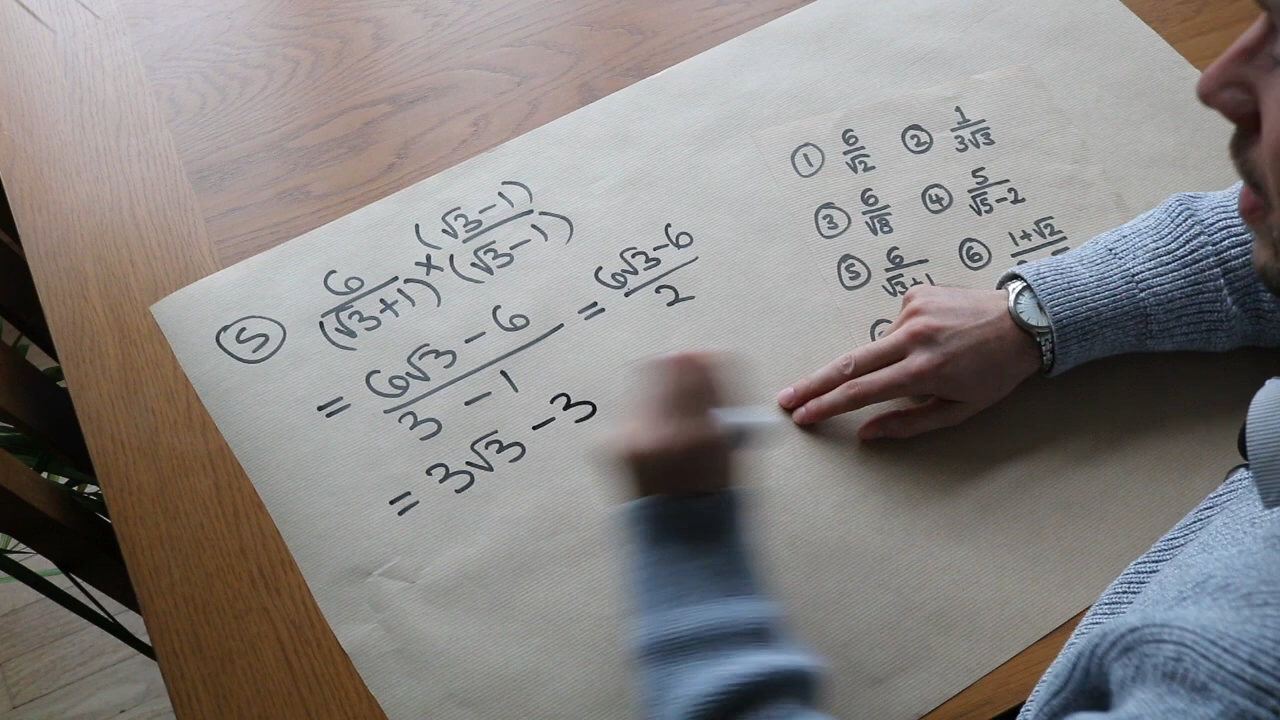 ⑤ 6/(√3+1) × (√3-1)/(√3-1)
= 6√3-6/3-1 = 6√3-6/2
= 3√3-3
① 6/√2 ② 1/3√3
③ 6/√8 ④ 5/√5-2
⑤ 6/√3+1 ⑥ 1+√2